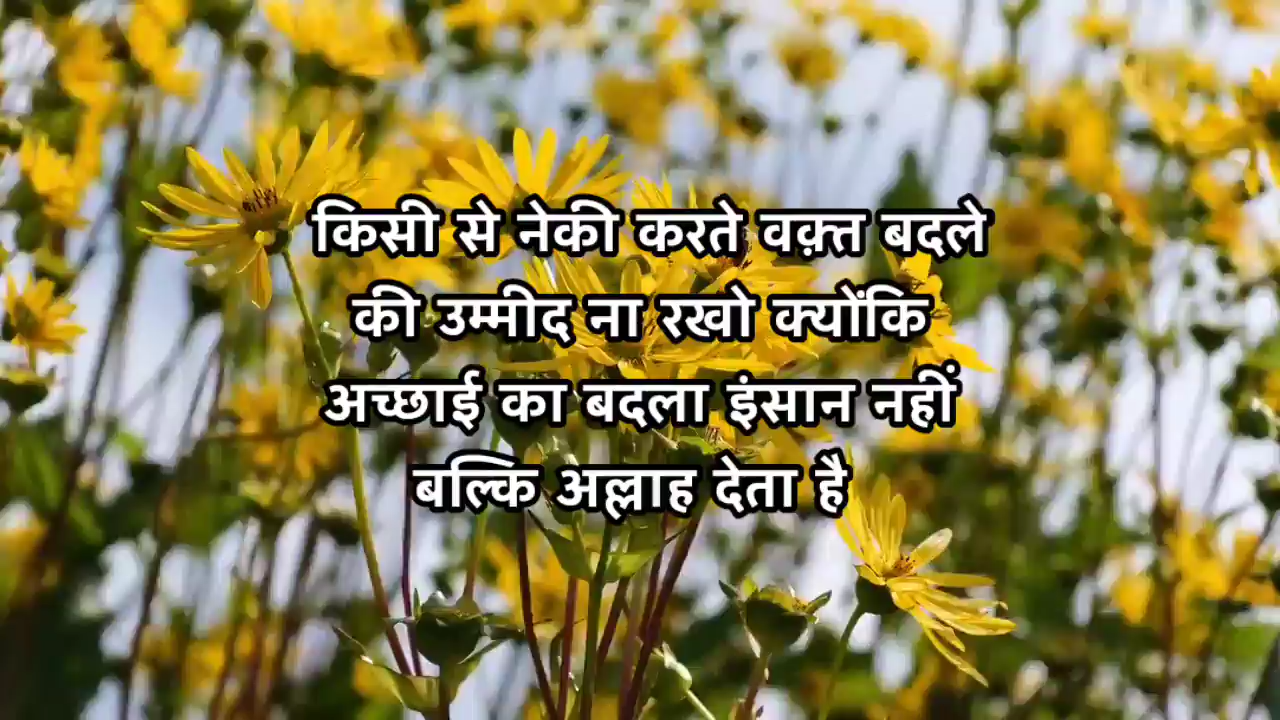 किसी से नेकी करते वक़्त बदले
की उम्मीद ना रखो क्योंकि
अच्छाई का बदला इंसान नहीं
बल्कि अल्लाह देता है